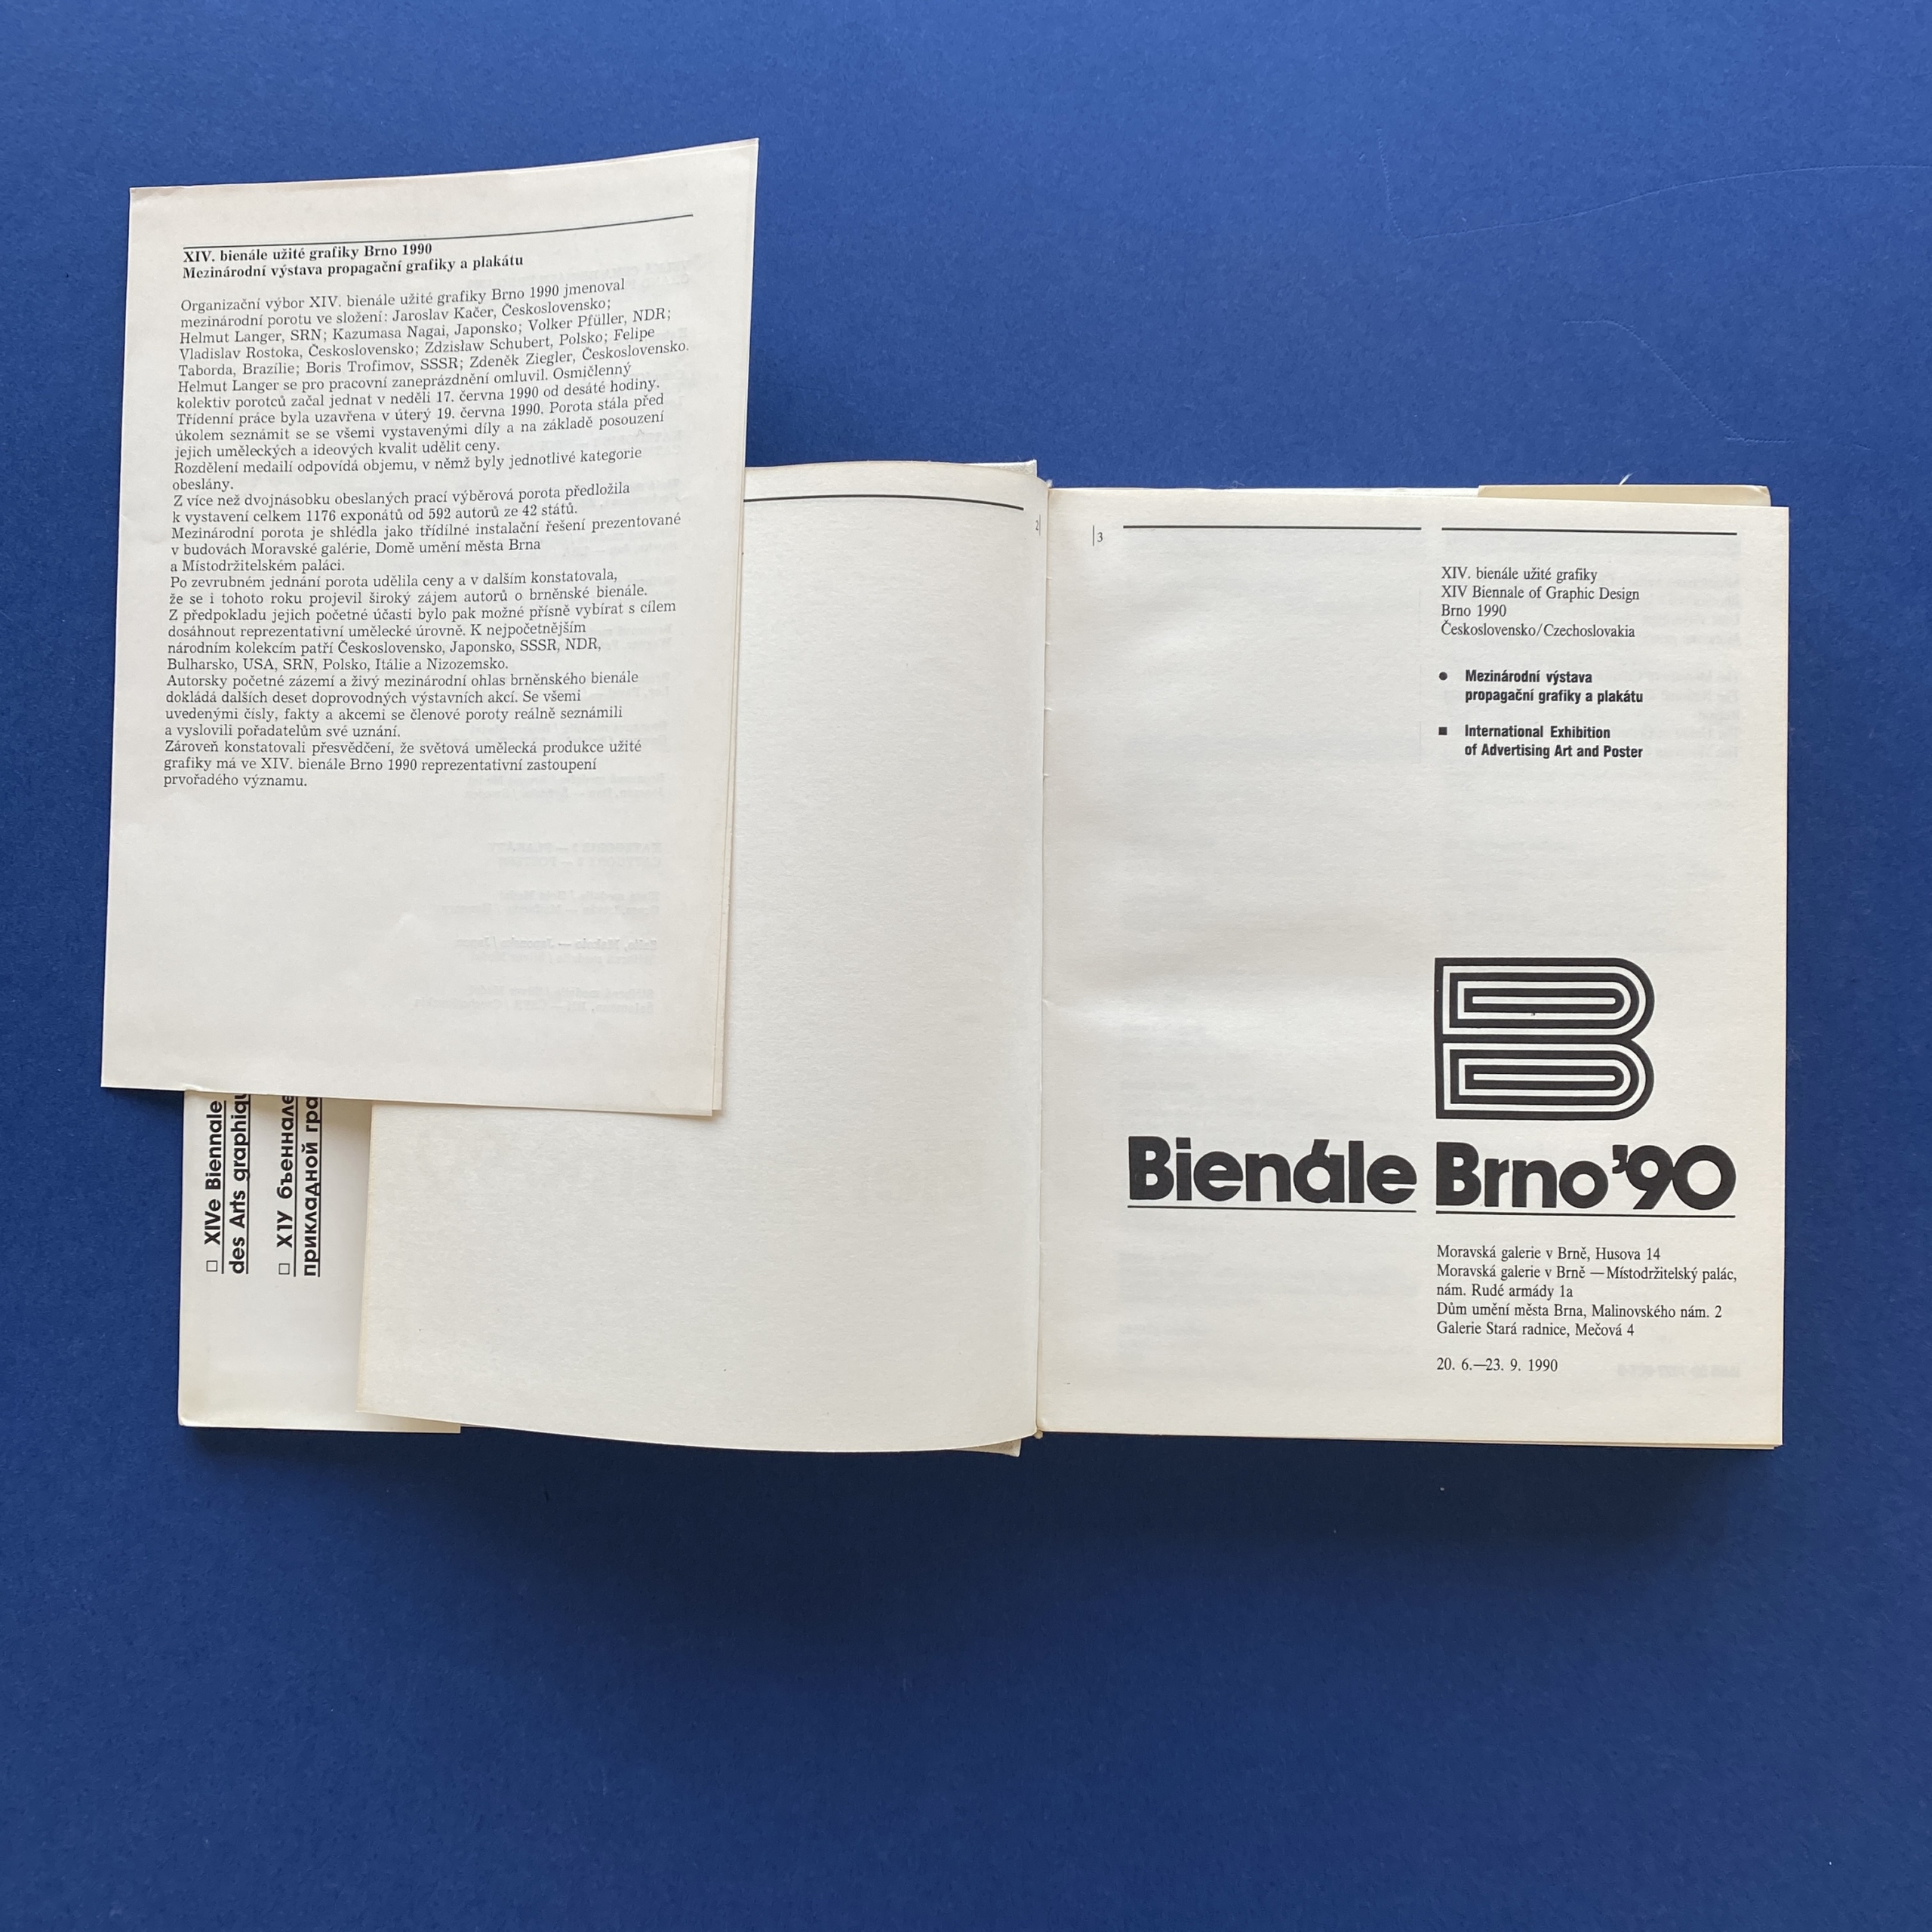 XIV. bienále užité grafiky Brno 1990
Mezinárodní výstava propagační grafiky a plakátu
Organizační výbor XIV. bienále užité grafiky Brno 1990 jmenoval
mezinárodní porotu ve složení: Jaroslav Kačer, Československo;
Helmut Langer, SRN; Kazumasa Nagai, Japonsko; Volker Pfüller, NDR;
Vladislav Rostoka, Československo; Zdzisław Schubert, Polsko; Felipe
Taborda, Brazílie; Boris Trofimov, SSSR; Zdeněk Ziegler, Československo.
Helmut Langer se pro pracovní zaneprázdnění omluvil. Osmičlenný
kolektiv porotců začal jednat v neděli 17. června 1990 od desáté hodiny.
Třídenní práce byla uzavřena v úterý 19. června 1990. Porota stála před
úkolem seznámit se se všemi vystavenými díly a na základě posouzení
jejich uměleckých a ideových kvalit udělit ceny.
Rozdělení medailí odpovídá objemu, v němž byly jednotlivé kategorie
obeslány.
Z více než dvojnásobku obeslaných prací výběrová porota předložila
k vystavení celkem 1176 exponátů od 592 autorů ze 42 států.
Mezinárodní porota je shlédla jako třídílné instalační řešení prezentované
v budovách Moravské galérie, Domě umění města Brna
a Místodržitelském paláci.
Po zevrubném jednání porota udělila ceny a v dalším konstatovala,
že se i tohoto roku projevil široký zájem autorů o brněnské bienále.
Z předpokladu jejich početné účasti bylo pak možné přísně vybírat s cílem
dosáhnout reprezentativní umělecké úrovně. K nejpočetnějším
národním kolekcím patří Československo, Japonsko, SSSR, NDR,
Bulharsko, USA, SRN, Polsko, Itálie a Nizozemsko.
Autorsky početné zázemí a živý mezinárodní ohlas brněnského bienále
dokládá dalších deset doprovodných výstavních akcí. Se všemi
uvedenými čísly, fakty a akcemi se členové poroty reálně seznámili
a vyslovili pořadatelům své uznání.
Zároveň konstatovali přesvědčení, že světová umělecká produkce užité
grafiky má ve XIV. bienále Brno 1990 reprezentativní zastoupení
prvořadého významu.
□ XIVe Biennale
des Arts graphiqu
□ X1У бъеннале
прикладной гра
2
3
XIV. bienále užité grafiky
XIV Biennale of Graphic Design
Brno 1990
Československo/Czechoslovakia
● Mezinárodní výstava
propagační grafiky a plakátu
■ International Exhibition
of Advertising Art and Poster
B
Bienále Brno'90
Moravská galerie v Brně, Husova 14
Moravská galerie v Brně — Místodržitelský palác,
nám. Rudé armády 1a
Dům umění města Brna, Malinovského nám. 2
Galerie Stará radnice, Mečová 4
20. 6.—23. 9. 1990